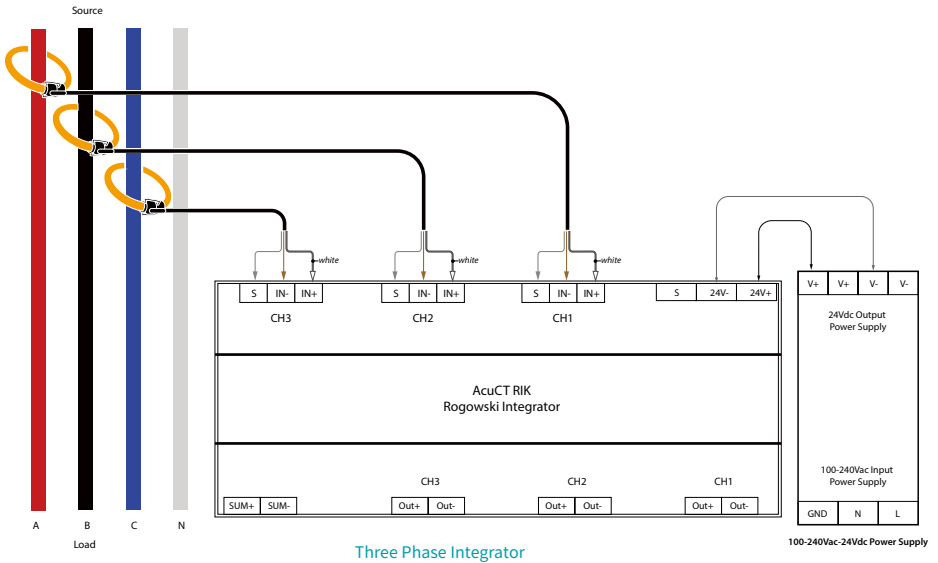 Source
white
white
white
S IN- IN+
S IN- IN+
S IN- IN+
S 24V- 24V+
V+ V+ V- V-
CH3
CH2
CH1
24Vdc Output
Power Supply
AcuCT RIK
Rogowski Integrator
100-240Vac Input
Power Supply
CH3
CH2
CH1
SUM+ SUM-
Out+ Out-
Out+ Out-
Out+ Out-
GND N L
A B C N
Load
100-240Vac-24Vdc Power Supply
Three Phase Integrator